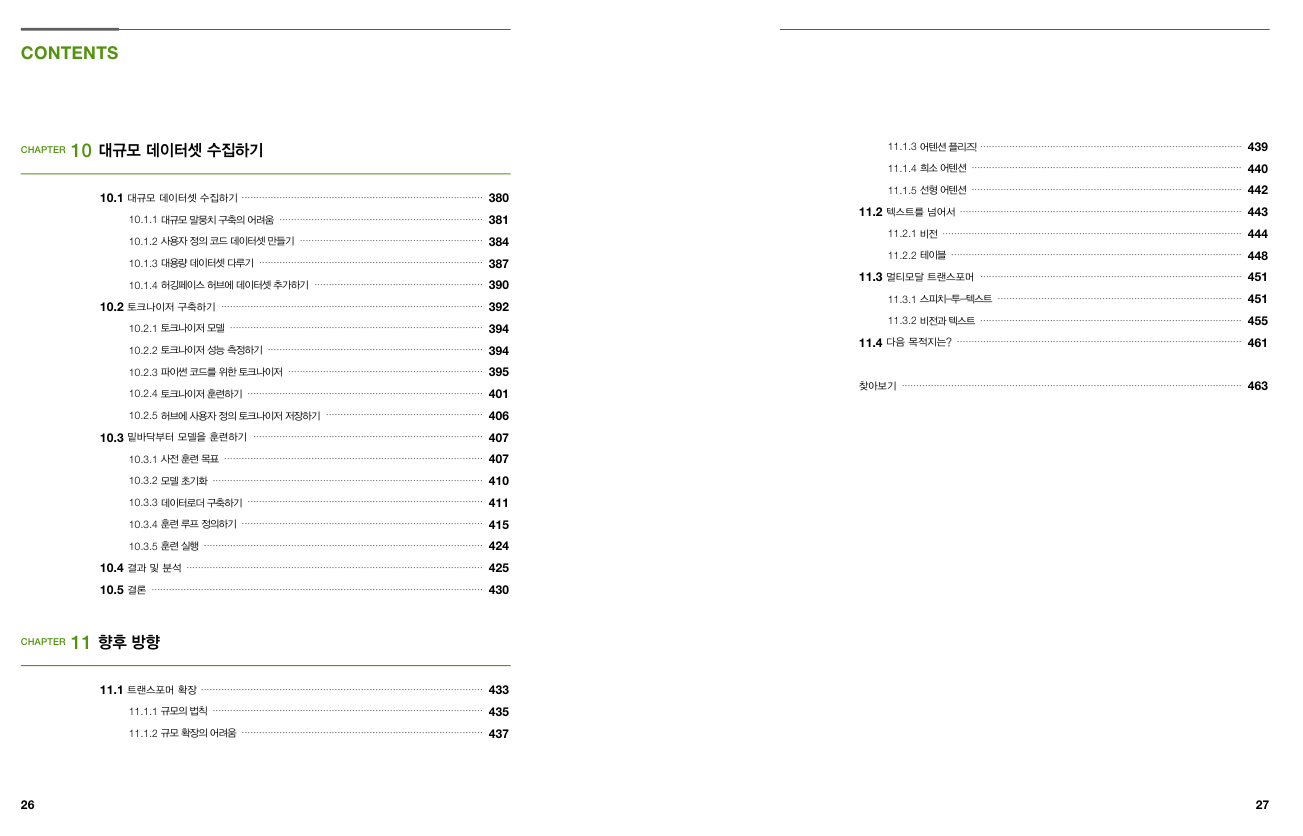 CONTENTS
CHAPTER 10 대규모 데이터셋 수집하기
10.1 대규모 데이터셋 수집하기 380
10.1.1 대규모 말뭉치 구축의 어려움 381
10.1.2 사용자 정의 코드 데이터셋 만들기 384
10.1.3 대용량 데이터셋 다루기 387
10.1.4 허깅페이스 허브에 데이터셋 추가하기 390
10.2 토크나이저 구축하기 392
10.2.1 토크나이저 모델 394
10.2.2 토크나이저 성능 측정하기 394
10.2.3 파이썬 코드를 위한 토크나이저 395
10.2.4 토크나이저 훈련하기 401
10.2.5 허브에 사용자 정의 토크나이저 저장하기 406
10.3 밑바닥부터 모델을 훈련하기 407
10.3.1 사전 훈련 목표 407
10.3.2 모델 초기화 410
10.3.3 데이터로더 구축하기 411
10.3.4 훈련 루프 정의하기 415
10.3.5 훈련 실행 424
10.4 결과 및 분석 425
10.5 결론 430
CHAPTER 11 향후 방향
11.1 트랜스포머 확장 433
11.1.1 규모의 법칙 435
11.1.2 규모 확장의 어려움 437
26
11.1.3 어텐션 플리즈! 439
11.1.4 희소 어텐션 440
11.1.5 선형 어텐션 442
11.2 텍스트를 넘어서 443
11.2.1 비전 444
11.2.2 테이블 448
11.3 멀티모달 트랜스포머 451
11.3.1 스피치-투-텍스트 451
11.3.2 비전과 텍스트 455
11.4 다음 목적지는? 461
찾아보기 463
27